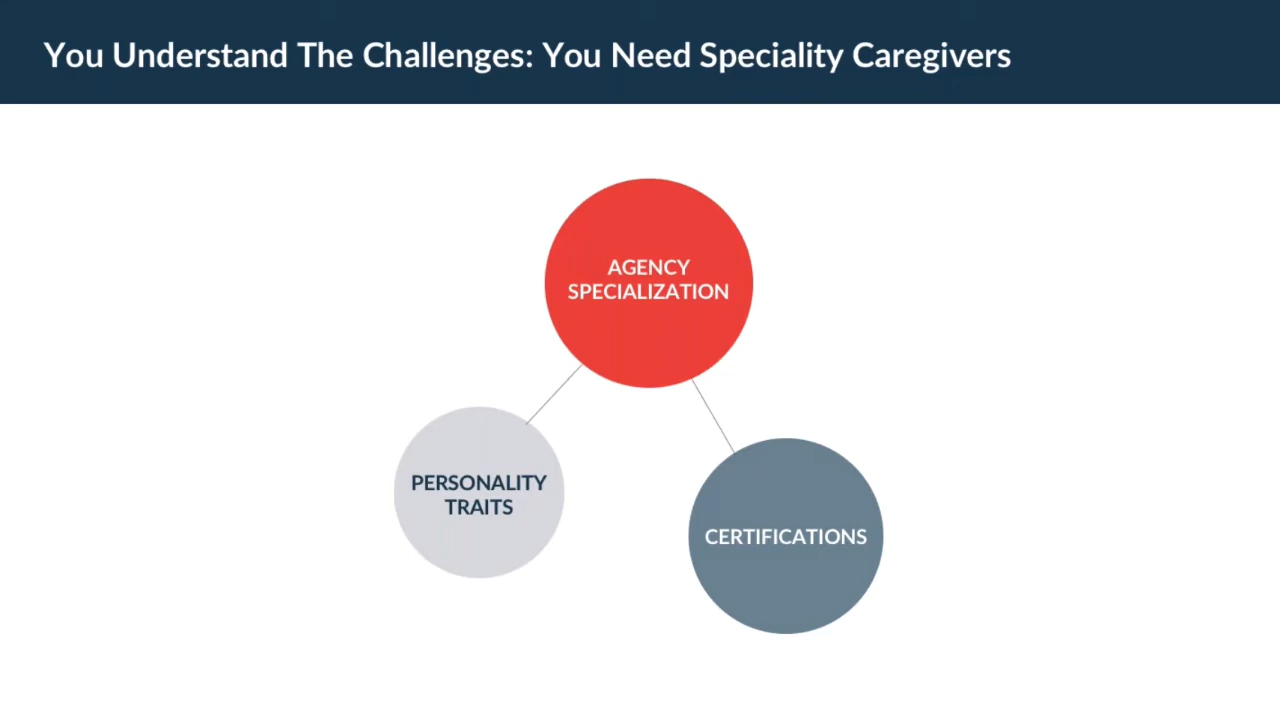 You Understand The Challenges: You Need Speciality Caregivers
AGENCY
SPECIALIZATION
PERSONALITY
TRAITS
CERTIFICATIONS